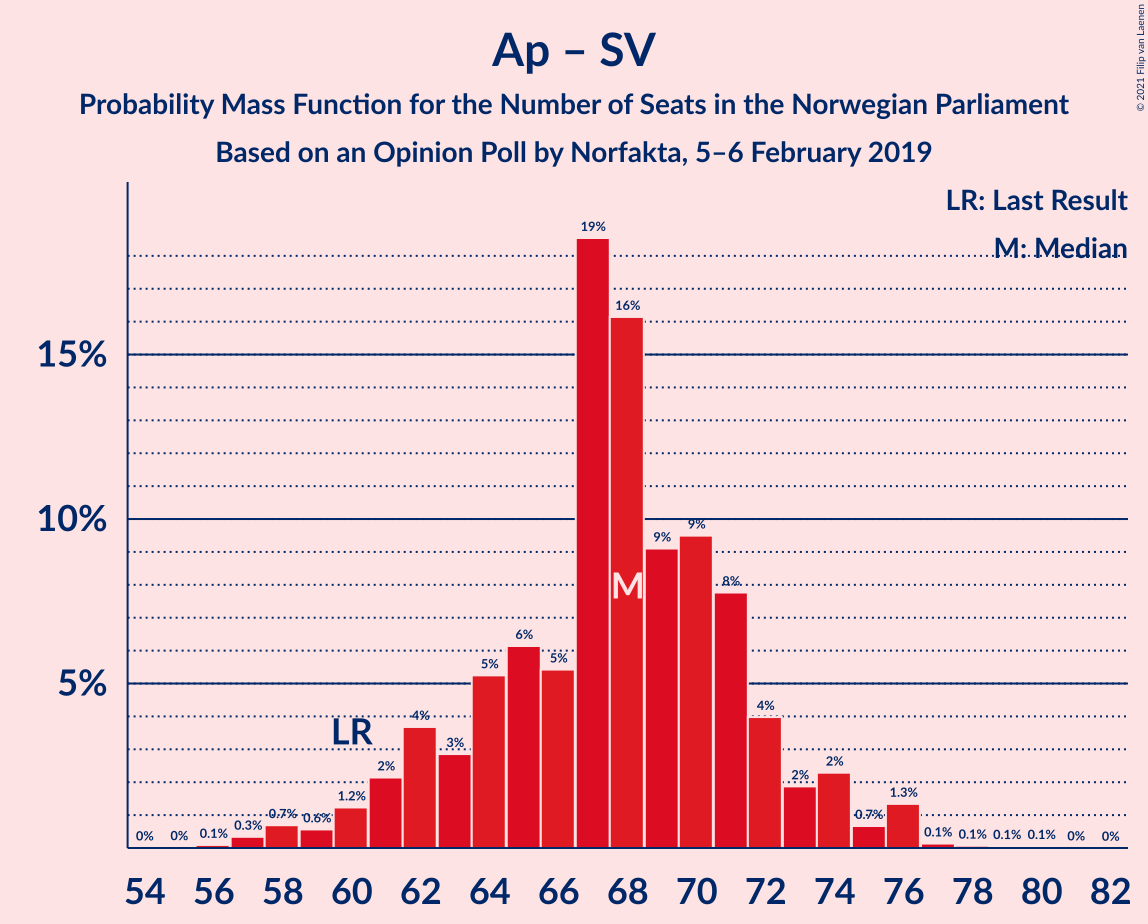 Ap – SV
Probability Mass Function for the Number of Seats in the Norwegian Parliament
Based on an Opinion Poll by Norfakta, 5–6 February 2019
© 2021 Filip van Laenen
LR: Last Result
M: Median
15%
10%
5%
0% 0% 0.1% 0.3% 0.7% 0.6% 1.2% 2% 4% 3% 5% 6% 5% 19% 16% 9% 9% 8% 4% 2% 2% 0.7% 1.3% 0.1% 0.1% 0.1% 0.1% 0% 0%
LR
M
54 56 58 60 62 64 66 68 70 72 74 76 78 80 82